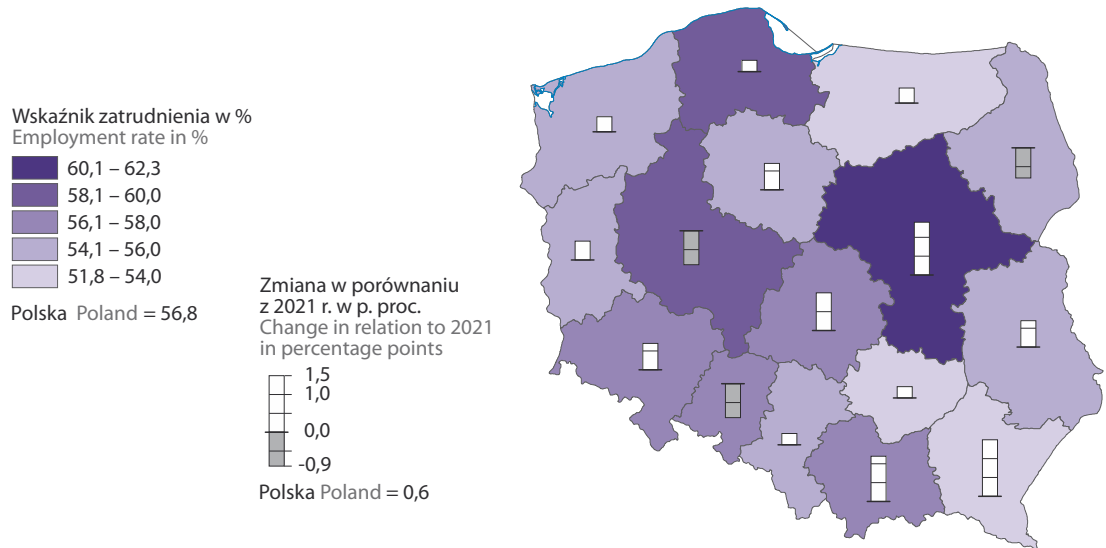 Wskaźnik zatrudnienia w %
Employment rate in %
60,1 – 62,3
58,1 – 60,0
56,1 – 58,0
54,1 – 56,0
51,8 – 54,0
Polska Poland = 56,8
Zmiana w porównaniu
z 2021 r. w p. proc.
Change in relation to 2021
in percentage points
1,5
1,0
0,0
-0,9
Polska Poland = 0,6